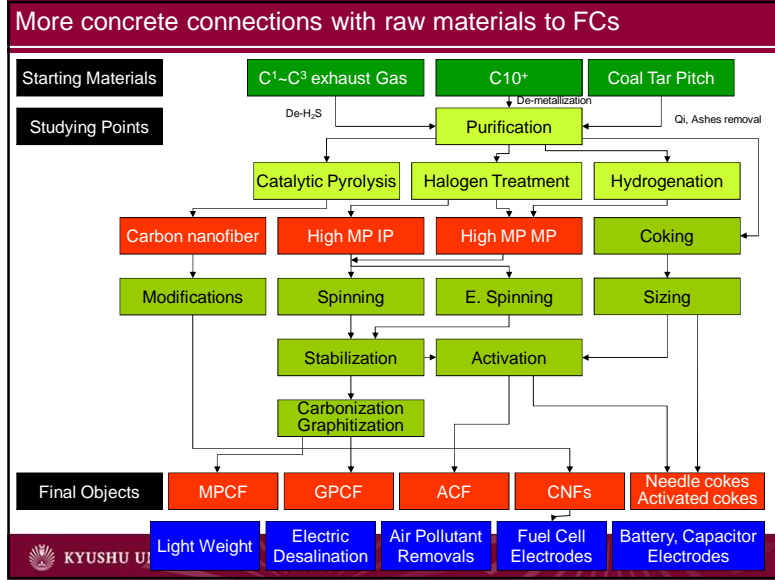 More concrete connections with raw materials to FCs
Starting Materials
C¹~C³ exhaust Gas
C10⁺
Coal Tar Pitch
De-metallization
De-H₂S
Qi, Ashes removal
Studying Points
Purification
Catalytic Pyrolysis
Halogen Treatment
Hydrogenation
Carbon nanofiber
High MP IP
High MP MP
Coking
Modifications
Spinning
E. Spinning
Sizing
Stabilization
Activation
Carbonization
Graphitization
Final Objects
MPCF
GPCF
ACF
CNFs
Needle cokes
Activated cokes
Light Weight
Electric
Desalination
Air Pollutant
Removals
Fuel Cell
Electrodes
Battery, Capacitor
Electrodes
KYUSHU